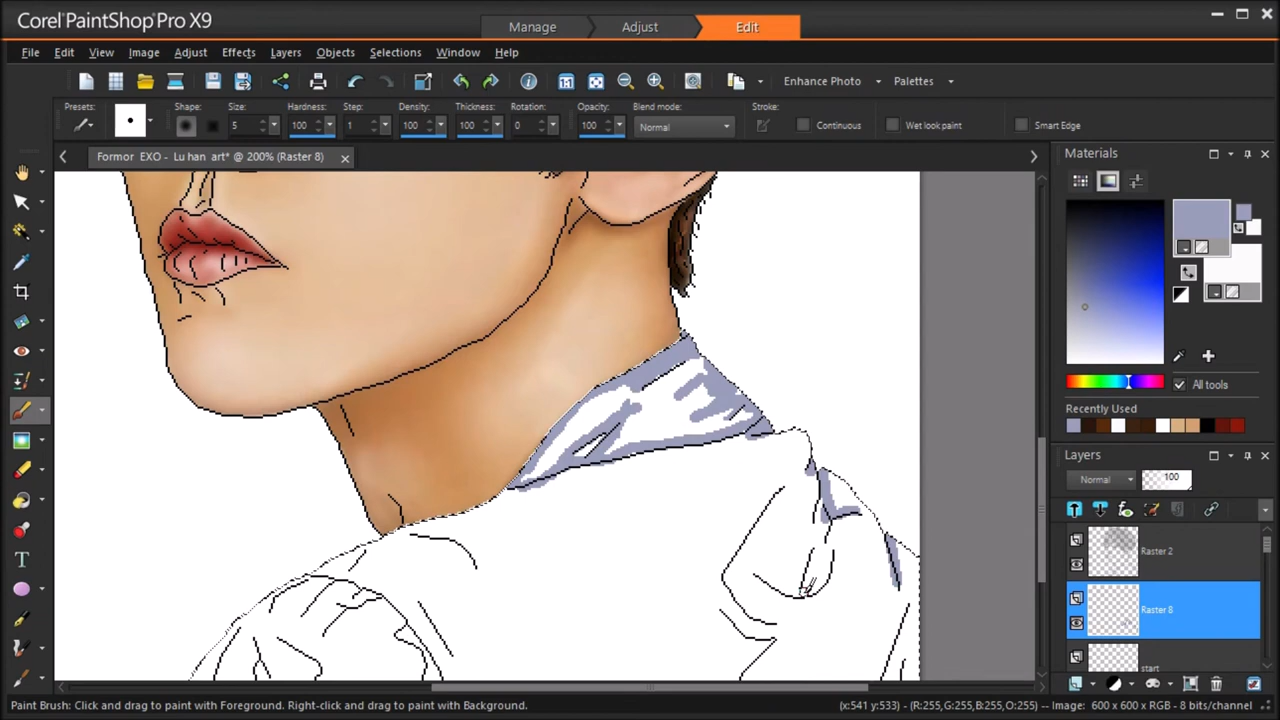 Corel PaintShop Pro X9
Manage
Adjust
Edit
File Edit View Image Adjust Effects Layers Objects Selections Window Help
Enhance Photo
Palettes
Presets:
Shape:
Size:
Hardness:
Step:
Density:
Thickness:
Rotation:
Opacity:
Blend mode:
Stroke:
5
100
1
100
100
0
100
Normal
Continuous
Wet look paint
Smart Edge
Formor EXO - Lu han art* @ 200% (Raster 8)
Materials
All tools
Recently Used
Layers
Normal
100
Raster 2
Raster 8
start
Paint Brush: Click and drag to paint with Foreground. Right-click and drag to paint with Background.
(x:541 y:533) - (R:255,G:255,B:255,O:255) -- Image: 600 x 600 x RGB - 8 bits/channel